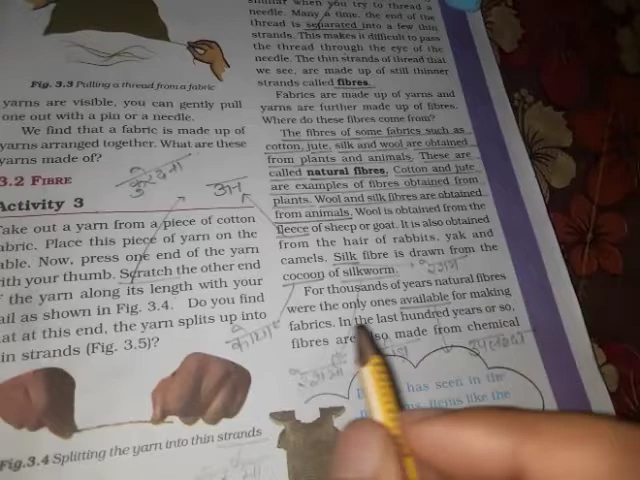 similar when you try to thread a
needle. Many a time, the end of the
thread is separated into a few thin
strands. This makes it difficult to pass
the thread through the eye of the
needle. The thin strands of thread that
we see, are made up of still thinner
strands called fibres.
Fabrics are made up of yarns and
yarns are further made up of fibres.
Where do these fibres come from?
The fibres of some fabrics such as
cotton, jute, silk and wool are obtained
from plants and animals. These are
called natural fibres. Cotton and jute
are examples of fibres obtained from
plants. Wool and silk fibres are obtained
from animals. Wool is obtained from the
fleece of sheep or goat. It is also obtained
from the hair of rabbits, yak and
camels. Silk fibre is drawn from the
cocoon of silkworm.
For thousands of years natural fibres
were the only ones available for making
fabrics. In the last hundred years or so,
fibres are also made from chemical
has seen in the
items like the
Fig. 3.3 Pulling a thread from a fabric
yarns are visible, you can gently pull
one out with a pin or a needle.
We find that a fabric is made up of
yarns arranged together. What are these
yarns made of?
3.2 FIBRE
Activity 3
Take out a yarn from a piece of cotton
fabric. Place this piece of yarn on the
table. Now, press one end of the yarn
with your thumb. Scratch the other end
of the yarn along its length with your
nail as shown in Fig. 3.4. Do you find
that at this end, the yarn splits up into
thin strands (Fig. 3.5)?
Fig.3.4 Splitting the yarn into thin strands
ऊन
रेशम
उपलब्ध